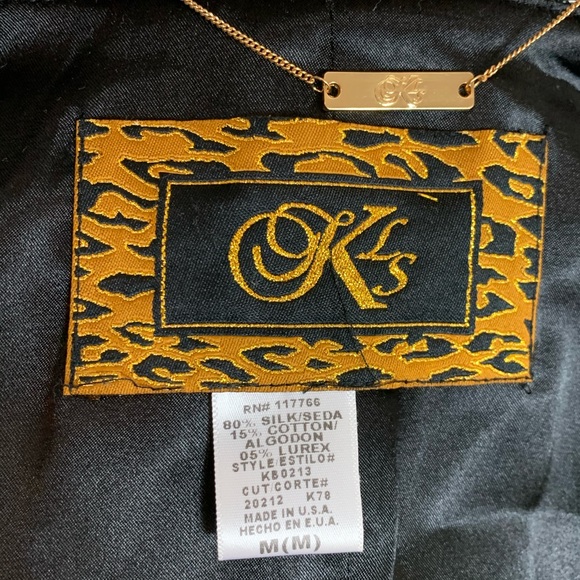 KLS
RN# 117766
80%, SILK/SEDA
15%, COTTON/
ALGODON
05%, LUREX
STYLE/ESTILO#
KB0213
CUT/CORTE#
20212 K78
MADE IN U.S.A.
HECHO EN E.U.A.
M(M)